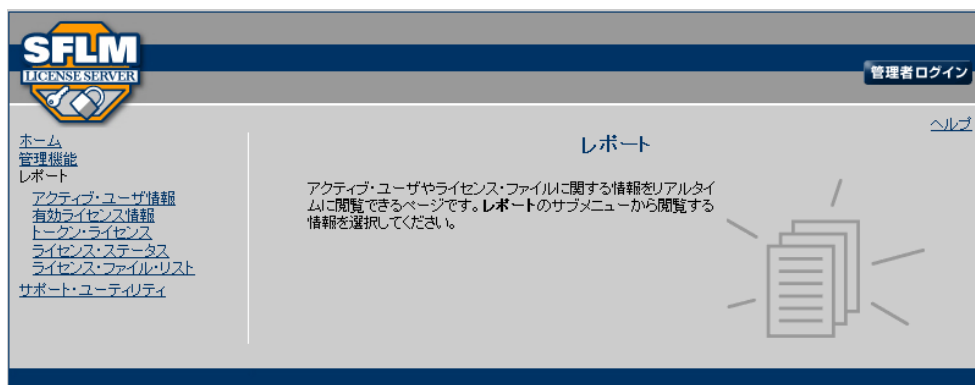 SFLM
LICENSE SERVER
管理者ログイン
ヘルプ
ホーム
管理機能
レポート
アクティブ・ユーザ情報
有効ライセンス情報
トークン・ライセンス
ライセンス・ステータス
ライセンス・ファイル・リスト
サポート・ユーティリティ
レポート
アクティブ・ユーザやライセンス・ファイルに関する情報をリアルタイ
ムに閲覧できるページです。レポートのサブメニューから閲覧する
情報を選択してください。